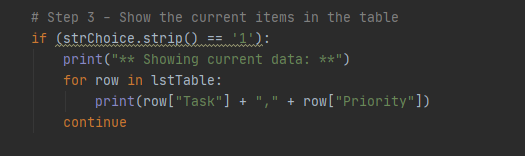 # Step 3 - Show the current items in the table
if (strChoice.strip() == '1'):
    print("** Showing current data: **")
    for row in lstTable:
        print(row["Task"] + "," + row["Priority"])
    continue